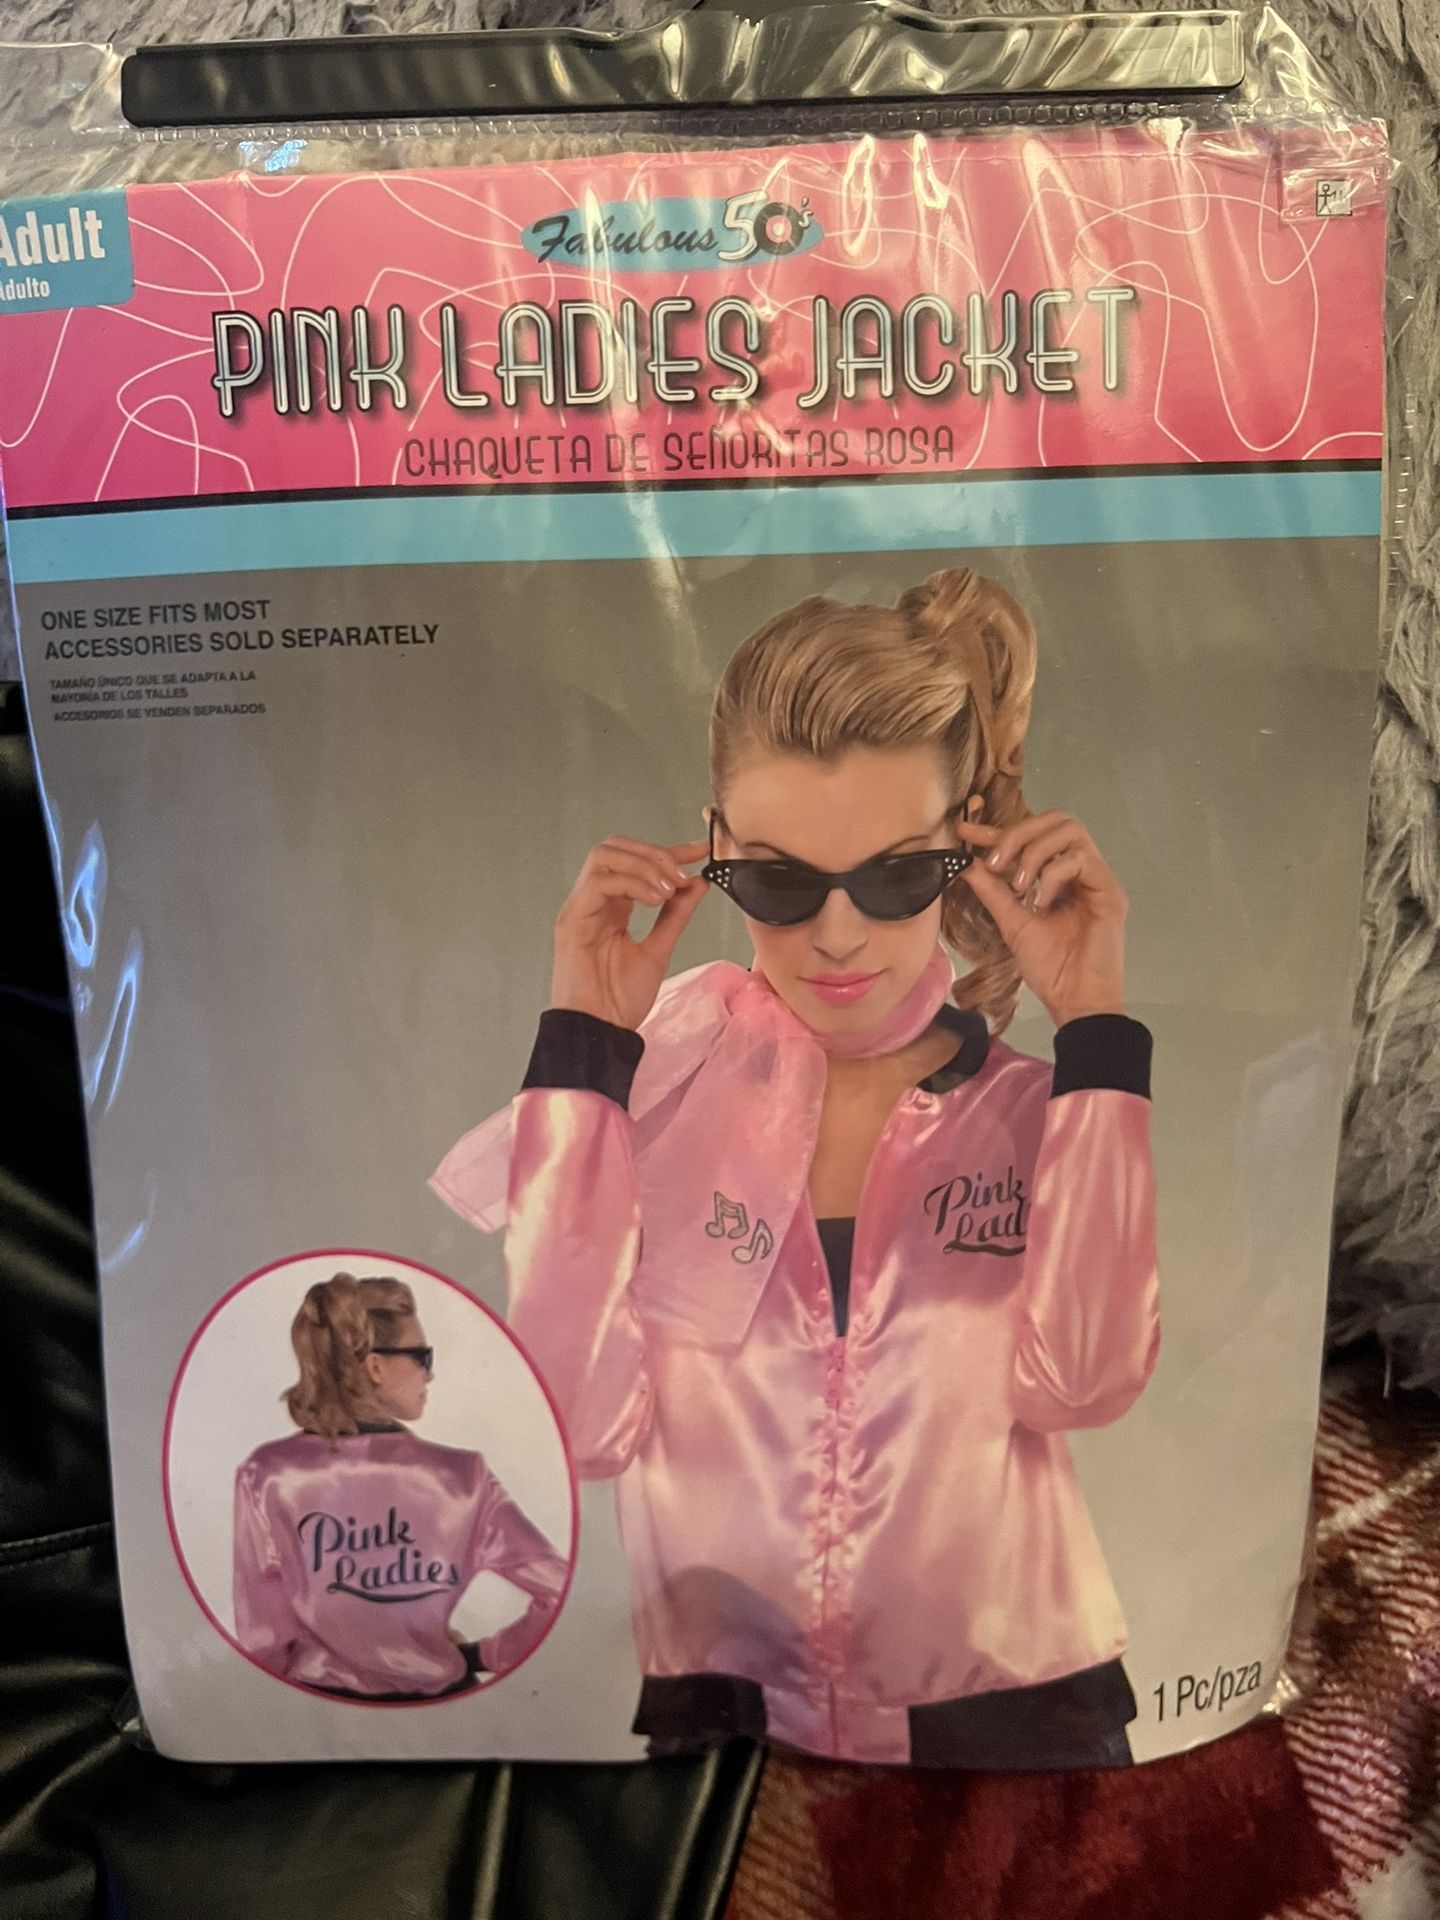 Adult
Adulto
Fabulous 50's
PINK LADIES JACKET
CHAQUETA DE SEÑORITAS ROSA
ONE SIZE FITS MOST
ACCESSORIES SOLD SEPARATELY
TAMAÑO ÚNICO QUE SE ADAPTA A LA
MAYORÍA DE LOS TALLES
ACCESORIOS SE VENDEN SEPARADOS
Pink
Lad
Pink
Ladies
1 Pc/pza